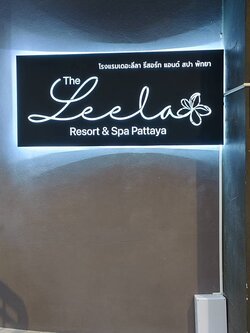 โรงแรมเดอะลีลา รีสอร์ท แอนด์ สปา พัทยา
The
Leela
Resort & Spa Pattaya